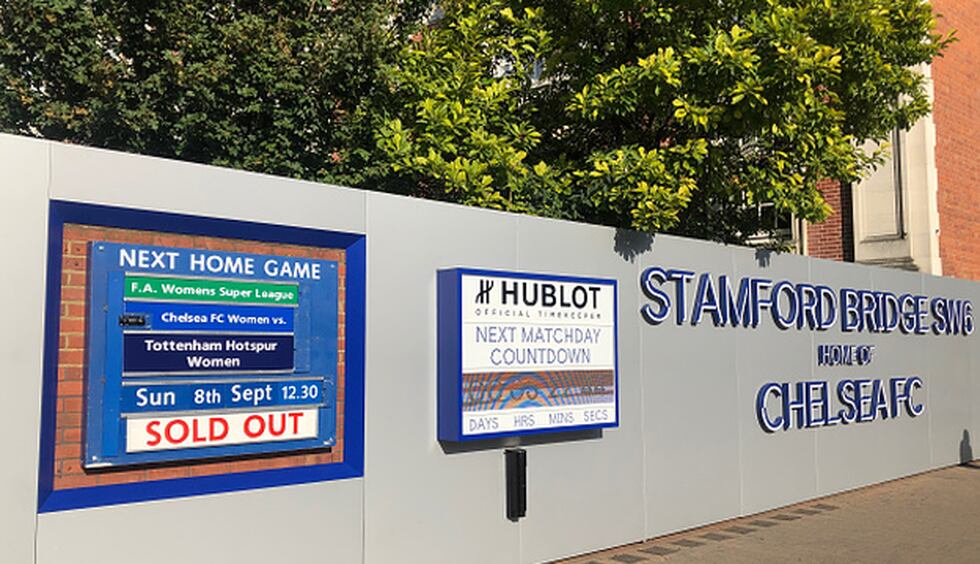 NEXT HOME GAME
F.A. Womens Super League
Chelsea FC Women vs.
Tottenham Hotspur
Women
Sun 8th Sept 12.30
SOLD OUT
HUBLOT
OFFICIAL TIMEKEEPER
NEXT MATCHDAY
COUNTDOWN
DAYS HRS MINS SECS
STAMFORD BRIDGE SW6
HOME OF
CHELSEA FC